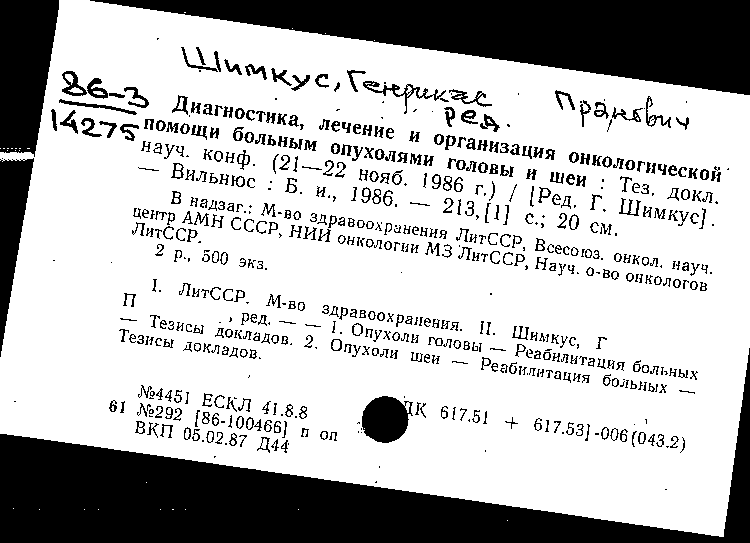 Шимкус, Генрикас Пранович
ред.
86-3
14275
Диагностика, лечение и организация онкологической
помощи больным опухолями головы и шеи : Тез. докл.
науч. конф. (21—22 нояб. 1986 г.) / [Ред. Г. Шимкус].
— Вильнюс : Б. и., 1986. — 213,[1] с.; 20 см.
В надзаг.: М-во здравоохранения ЛитССР, Всесоюз. онкол. науч.
центр АМН СССР, НИИ онкологии МЗ ЛитССР, Науч. о-во онкологов
ЛитССР.
2 р., 500 экз.
I. ЛитССР. М-во здравоохранения. II. Шимкус, Г
П , ред. — — 1. Опухоли головы — Реабилитация больных
— Тезисы докладов. 2. Опухоли шеи — Реабилитация больных —
Тезисы докладов.
№4451 ЕСКЛ 41.8.8 ДК 617.51 + 617.53]-006(043.2)
61 №292 [86-100466] п оп
ВКП 05.02.87 Д44